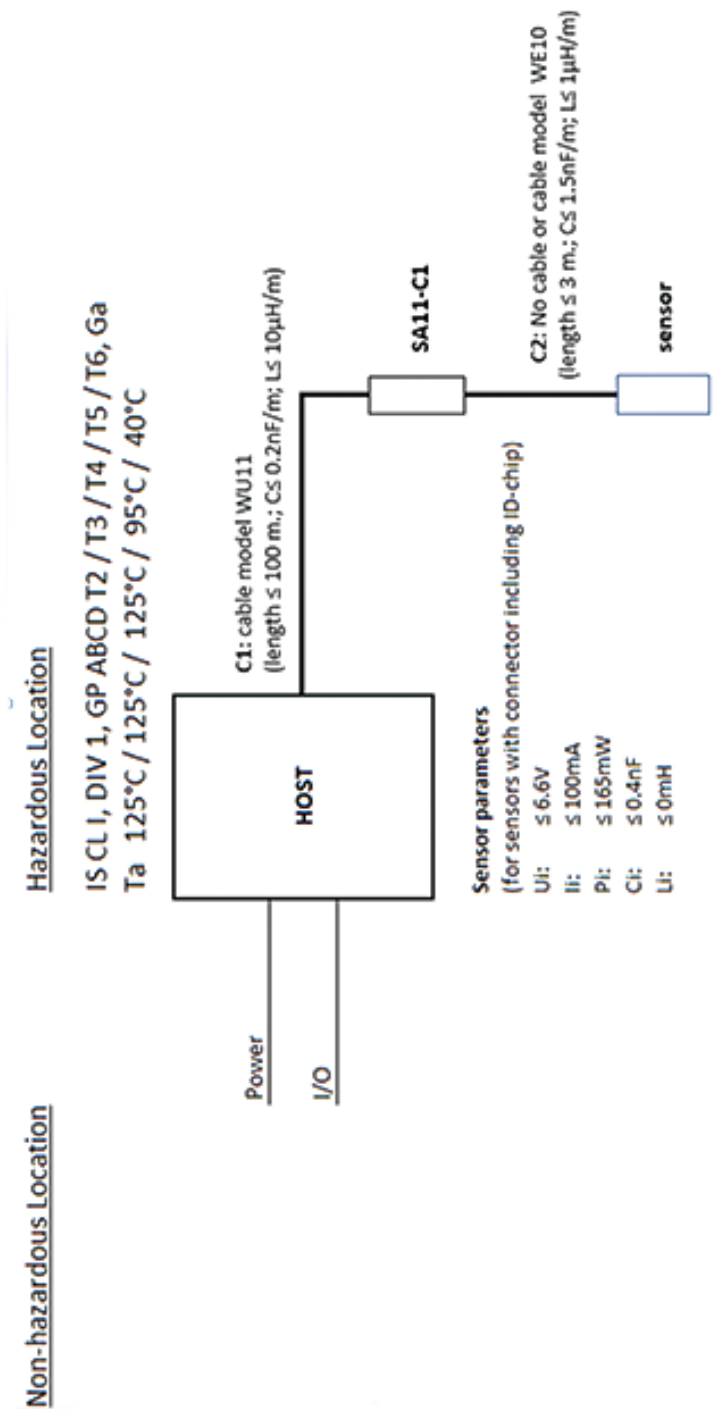 Non-hazardous Location
Hazardous Location
IS CL I, DIV 1, GP ABCD T2 / T3 / T4 / T5 / T6, Ga
Ta 125°C / 125°C / 125°C / 95°C / 40°C
Power
I/O
HOST
C1: cable model WU11
(length ≤ 100 m.; C≤ 0.2nF/m; L≤ 10µH/m)
SA11-C1
C2: No cable or cable model WE10
(length ≤ 3 m.; C≤ 1.5nF/m; L≤ 1µH/m)
sensor
Sensor parameters
(for sensors with connector including ID-chip)
Ui: ≤ 6.6V
Ii: ≤ 100mA
Pi: ≤ 165mW
Ci: ≤ 0.4nF
Li: ≤ 0mH